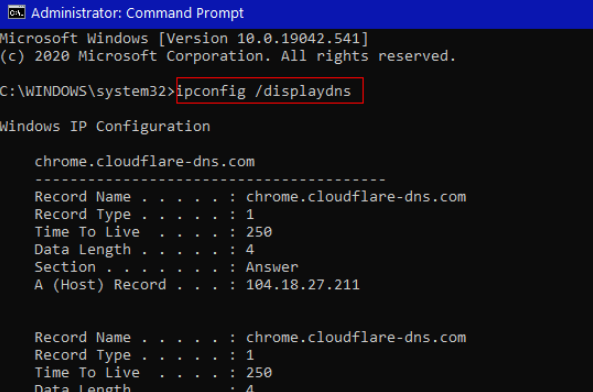 Administrator: Command Prompt
Microsoft Windows [Version 10.0.19042.541]
(c) 2020 Microsoft Corporation. All rights reserved.
C:\WINDOWS\system32>ipconfig /displaydns
Windows IP Configuration
chrome.cloudflare-dns.com
----------------------------------------
Record Name . . . . . : chrome.cloudflare-dns.com
Record Type . . . . . : 1
Time To Live  . . . . : 250
Data Length . . . . . : 4
Section . . . . . . . : Answer
A (Host) Record . . . : 104.18.27.211
Record Name . . . . . : chrome.cloudflare-dns.com
Record Type . . . . . : 1
Time To Live  . . . . : 250
Data Length . . . . . : 4